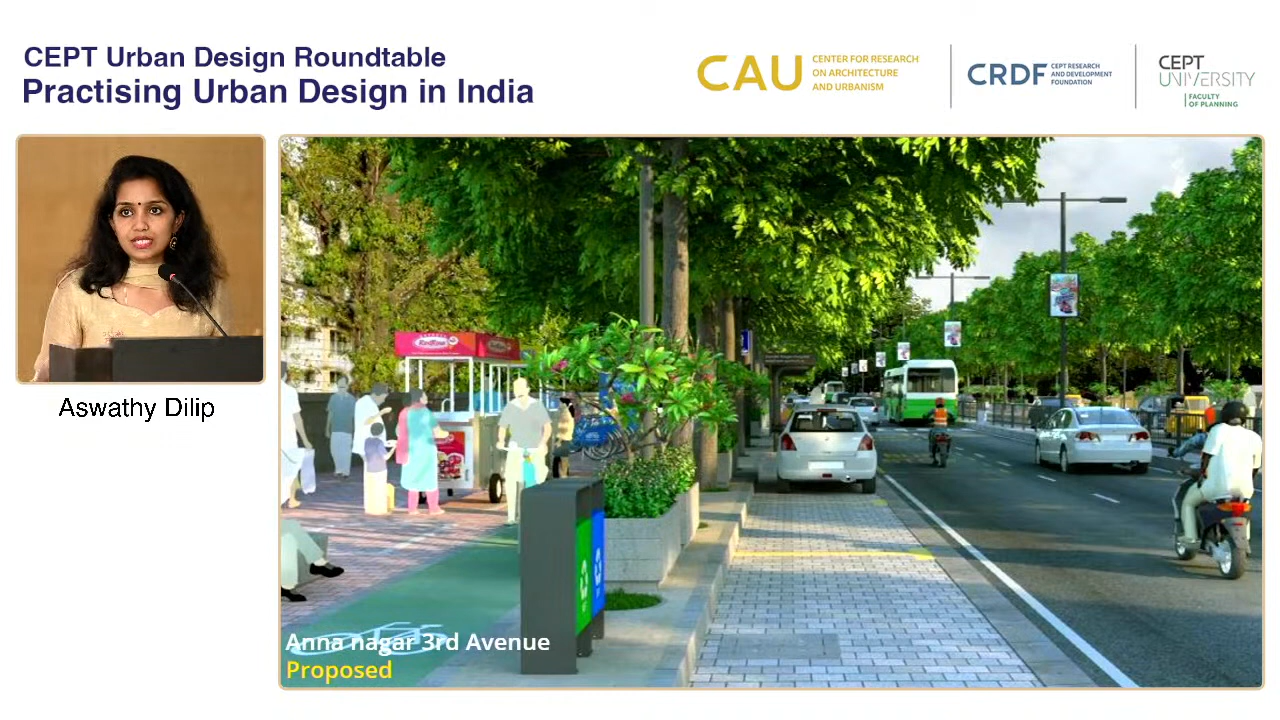 CEPT Urban Design Roundtable
Practising Urban Design in India
CAU
CENTER FOR RESEARCH
ON ARCHITECTURE
AND URBANISM
CRDF
CEPT RESEARCH
AND DEVELOPMENT
FOUNDATION
CEPT
UNIVERSITY
FACULTY
OF PLANNING
Aswathy Dilip
Anna nagar 3rd Avenue
Proposed